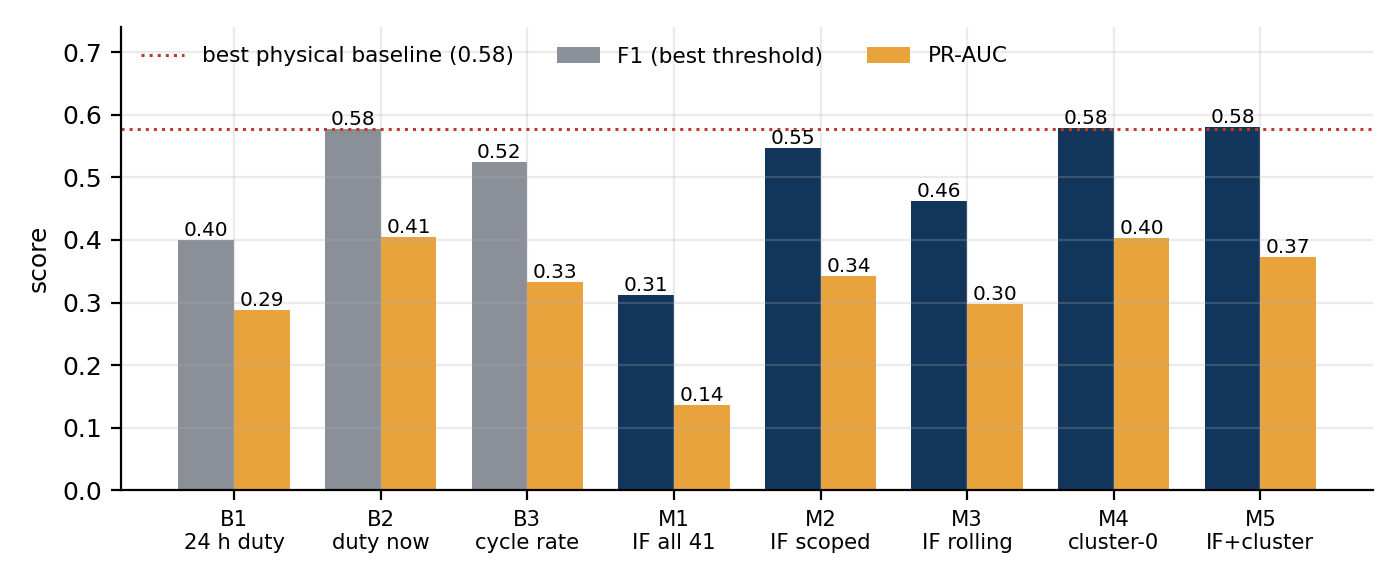 best physical baseline (0.58) F1 (best threshold) PR-AUC
score
0.7
0.6
0.5
0.4
0.3
0.2
0.1
0.0
0.40 0.29 0.58 0.41 0.52 0.33 0.31 0.14 0.55 0.34 0.46 0.30 0.58 0.40 0.58 0.37
B1 B2 B3 M1 M2 M3 M4 M5
24 h duty duty now cycle rate IF all 41 IF scoped IF rolling cluster-0 IF+cluster